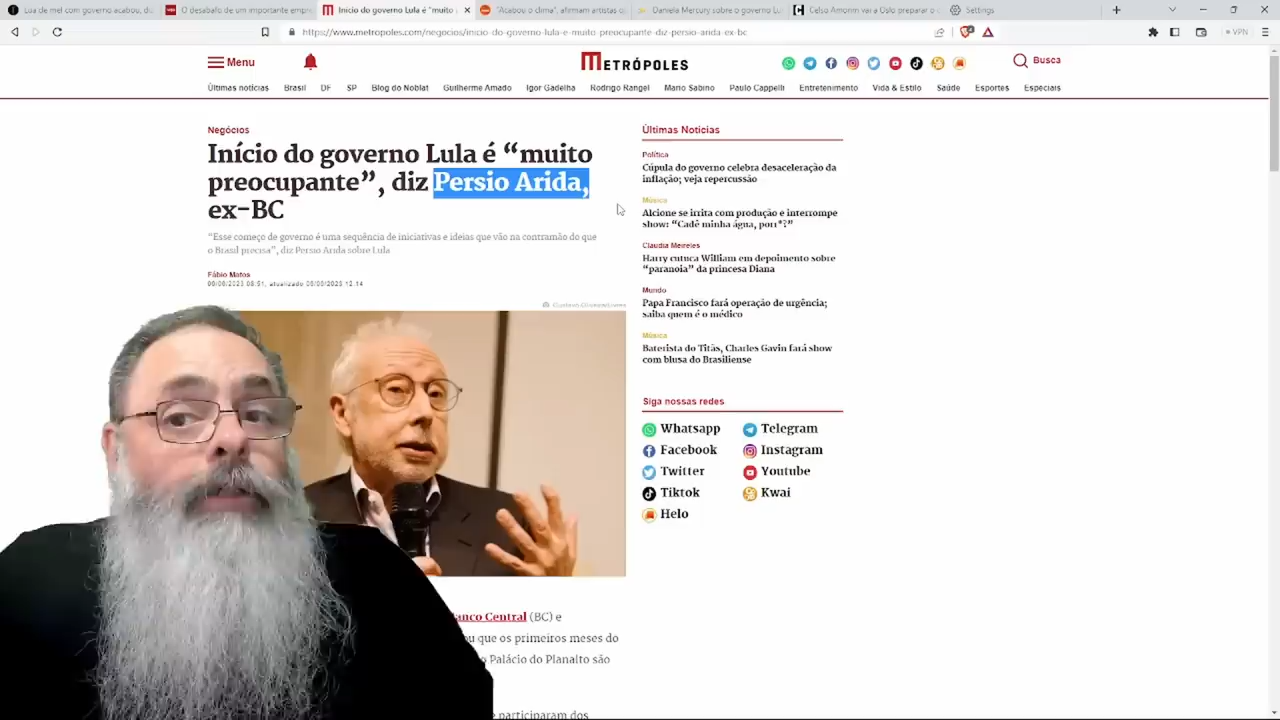 Lua de mel com governo acabou, du
O desabafo de um importante empre
Início do governo Lula é “muito
"Acabou o clima", afirmam artistas q
Daniela Mercury sobre o governo Lu
Celso Amorim vai a Oslo preparar o
Settings
https://www.metropoles.com/negocios/inicio-do-governo-lula-e-muito-preocupante-diz-persio-arida-ex-bc
VPN
Menu
METRÓPOLES
Busca
Últimas notícias
Brasil
DF
SP
Blog do Noblat
Guilherme Amado
Igor Gadelha
Rodrigo Rangel
Mario Sabino
Paulo Cappelli
Entretenimento
Vida & Estilo
Saúde
Esportes
Especiais
Negócios
Início do governo Lula é “muito
preocupante”, diz Persio Arida,
ex-BC
“Esse começo de governo é uma sequência de iniciativas e ideias que vão na contramão do que
o Brasil precisa”, diz Persio Arida sobre Lula
Fábio Matos
Últimas Notícias
Política
Cúpula do governo celebra desaceleração da
inflação; veja repercussão
Música
Alcione se irrita com produção e interrompe
show: “Cadê minha água, porr*?”
Claudia Meireles
Harry cutuca William em depoimento sobre
“paranoia” da princesa Diana
Mundo
Papa Francisco fará operação de urgência;
saiba quem é o médico
Música
Baterista do Titãs, Charles Gavin fará show
com blusa do Brasiliense
Siga nossas redes
Whatsapp
Telegram
Facebook
Instagram
Twitter
Youtube
Tiktok
Kwai
Helo
anco Central (BC) e
ou que os primeiros meses do
Palácio do Planalto são
e participaram dos